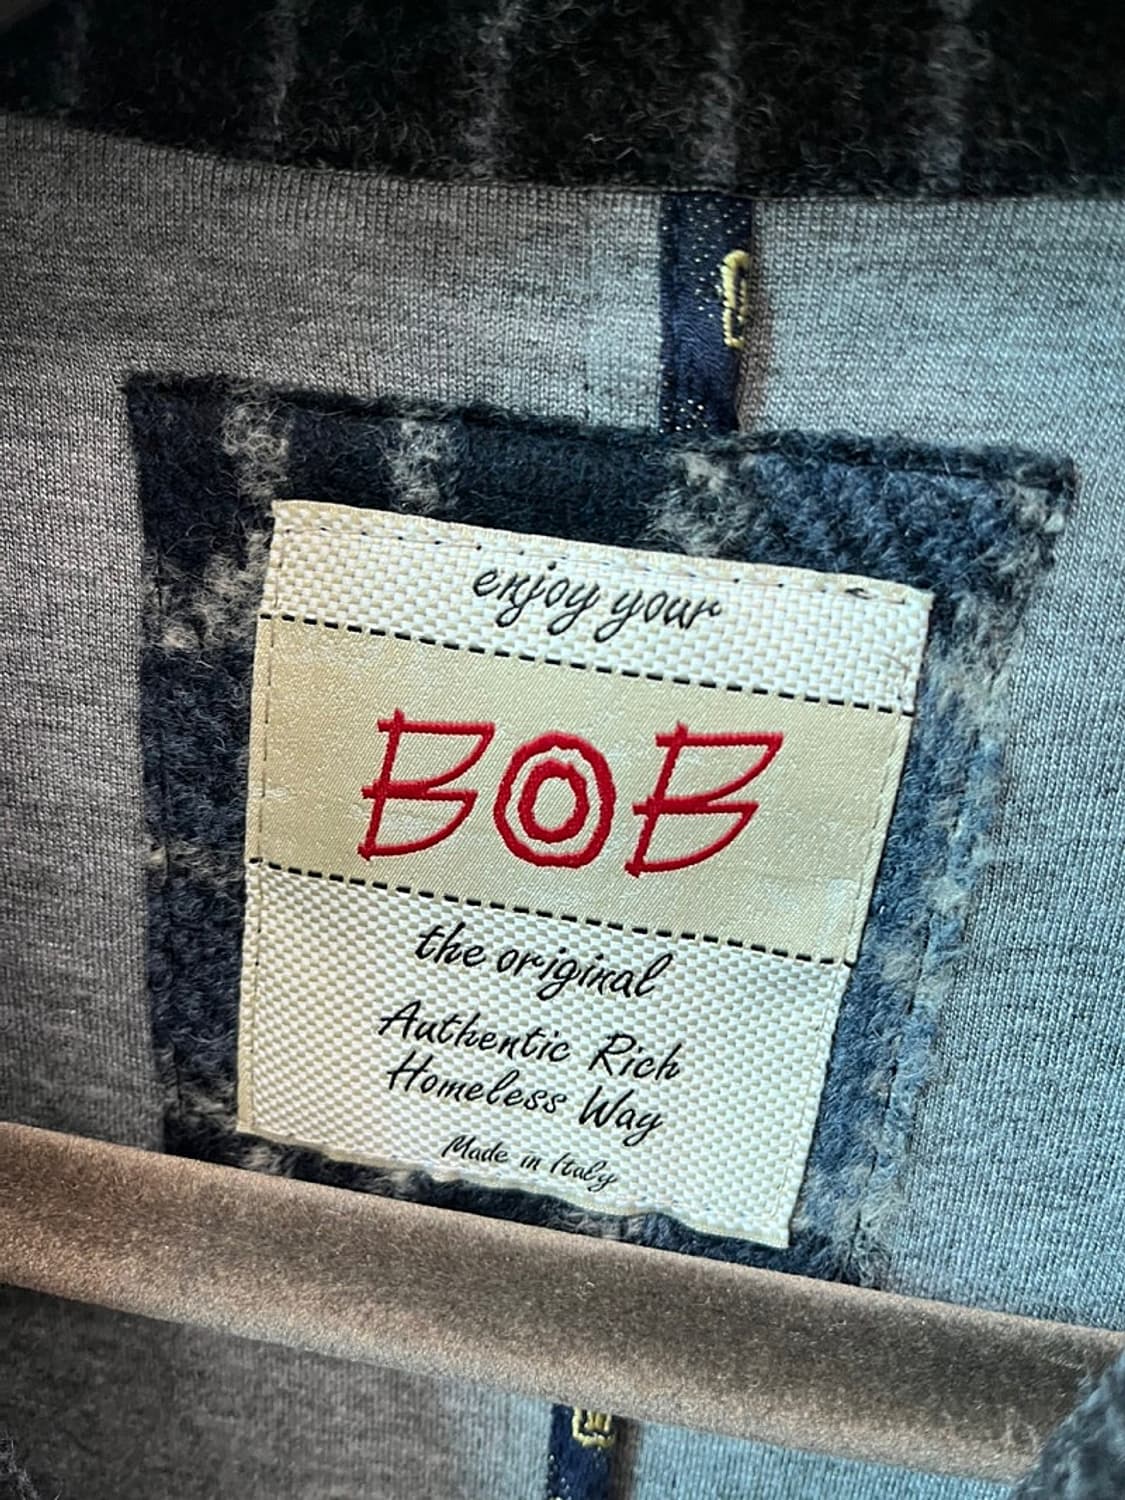 enjoy your
BOB
the original
Authentic Rich
Homeless Way
Made in Italy